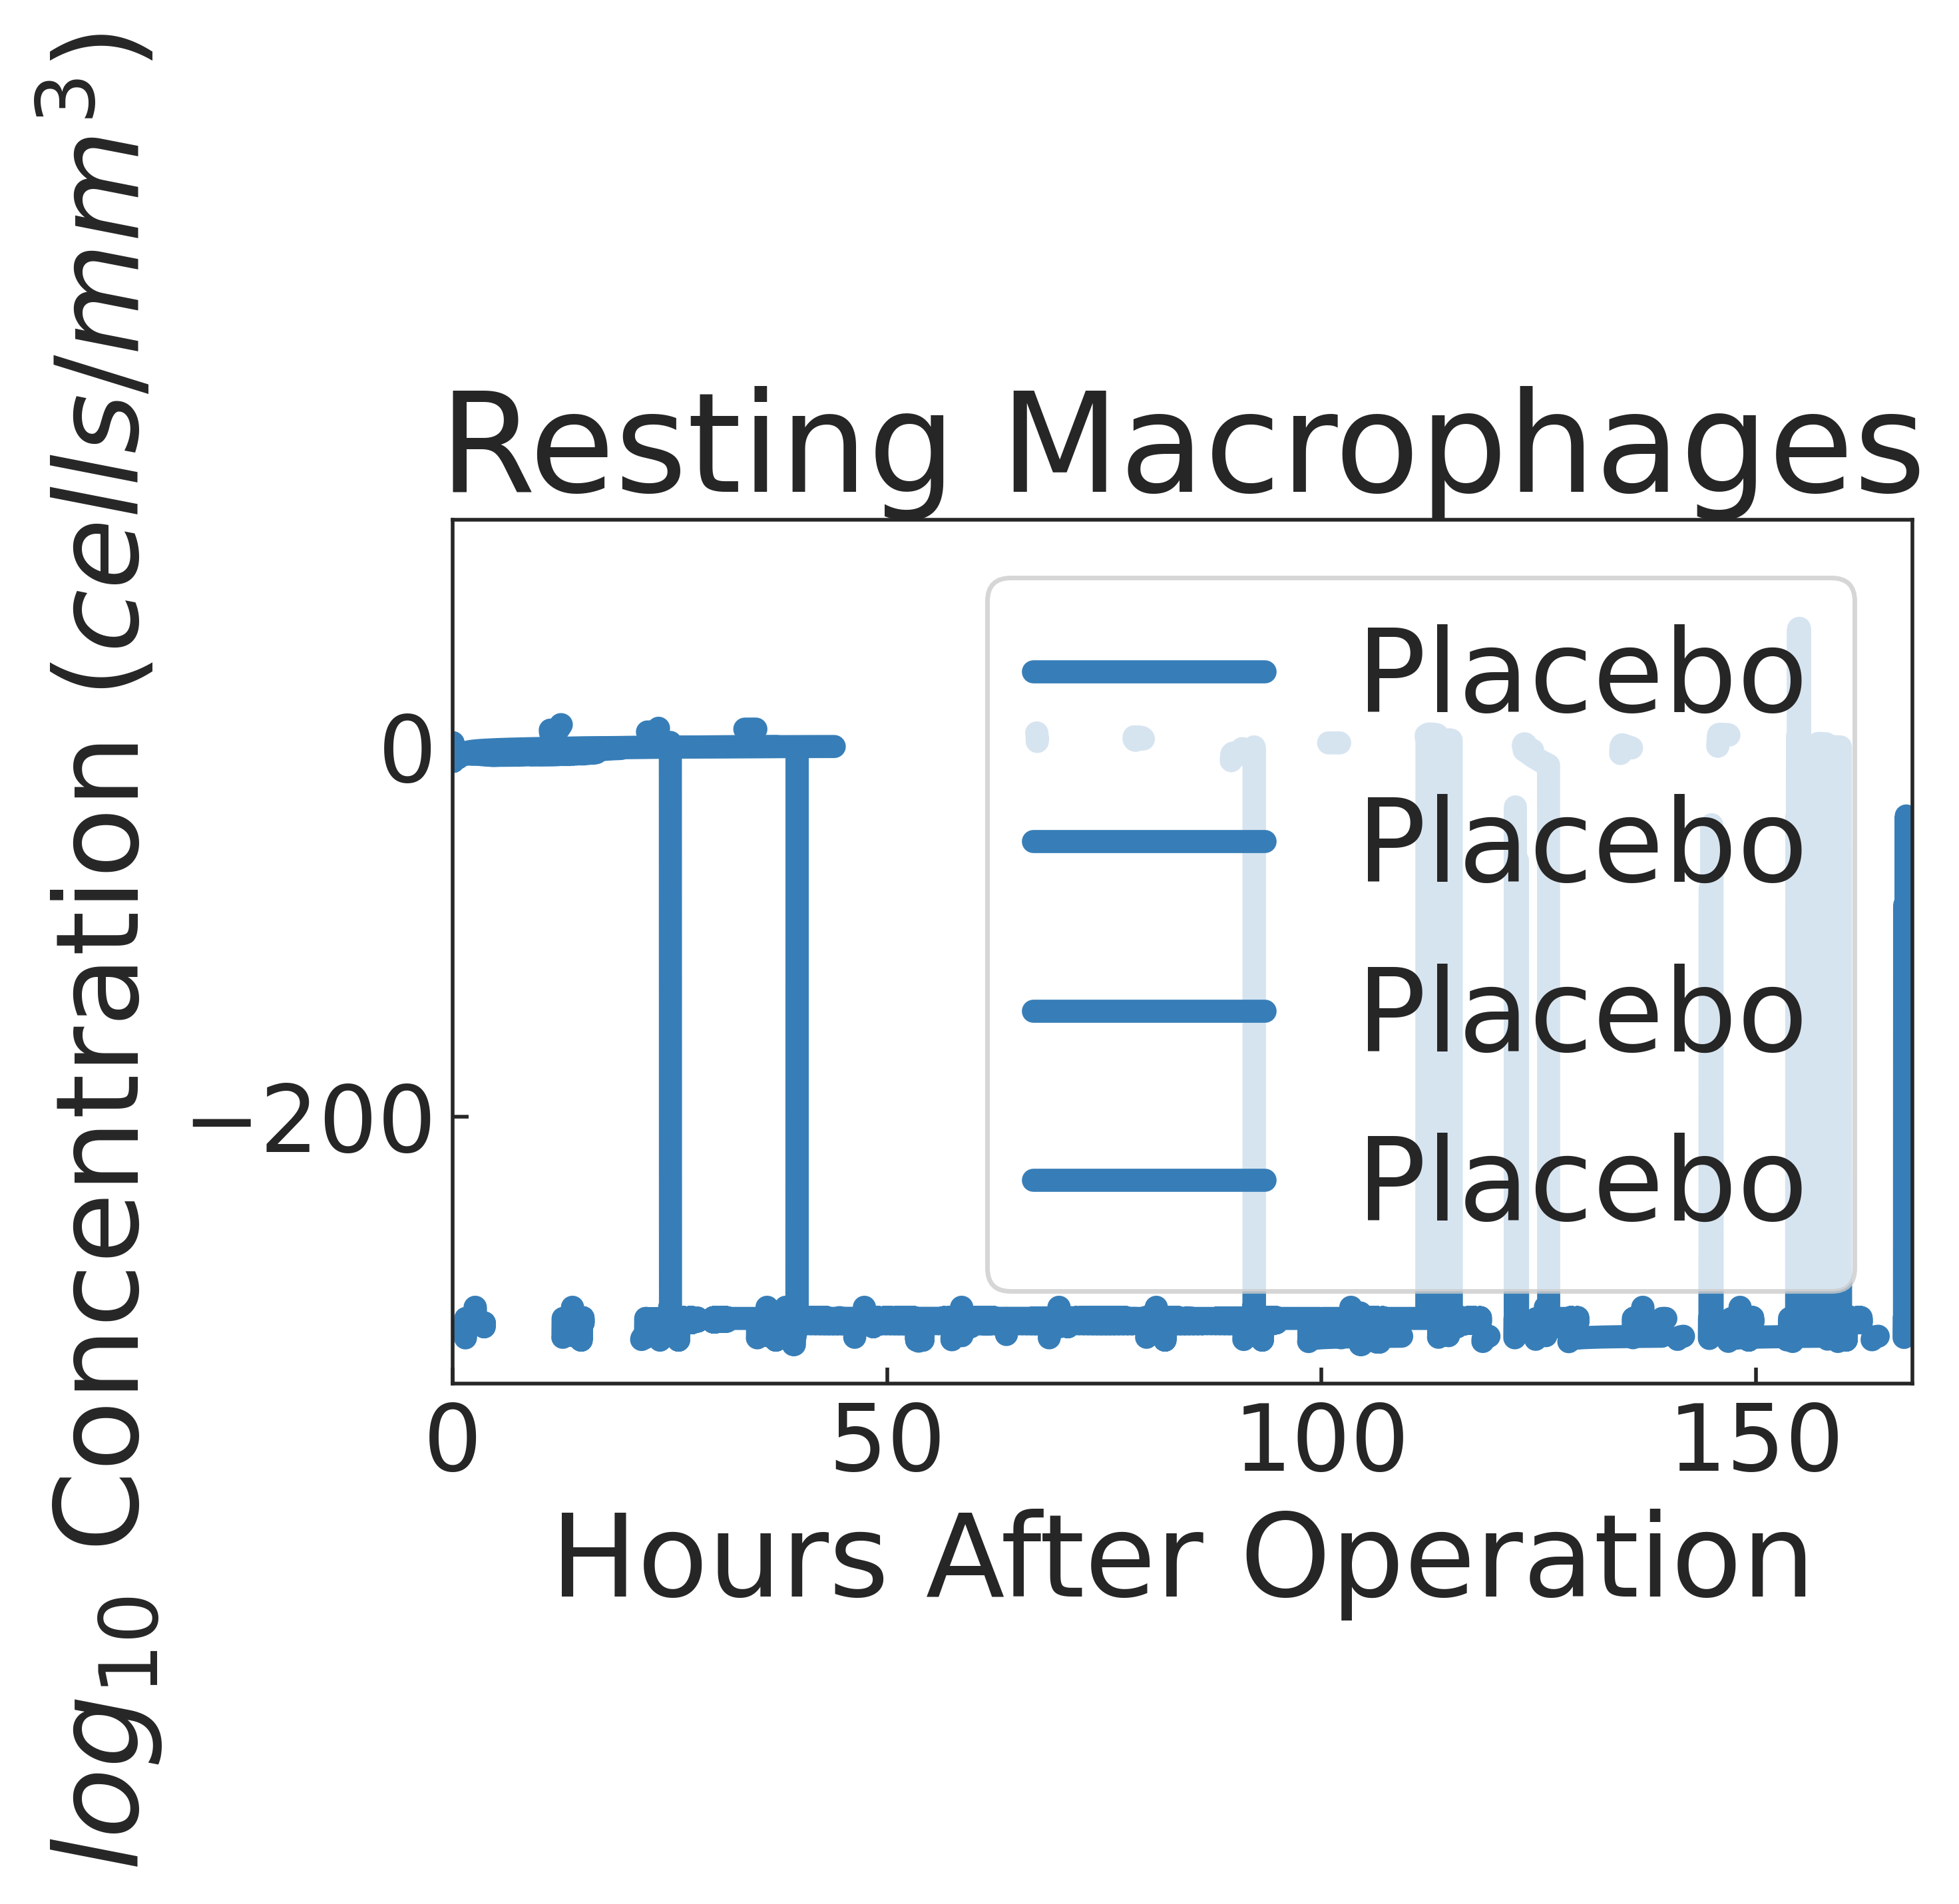 Resting Macrophages
log₁₀ Concentration (cells/mm³)
0
−200
Placebo
Placebo
Placebo
Placebo
0 50 100 150
Hours After Operation